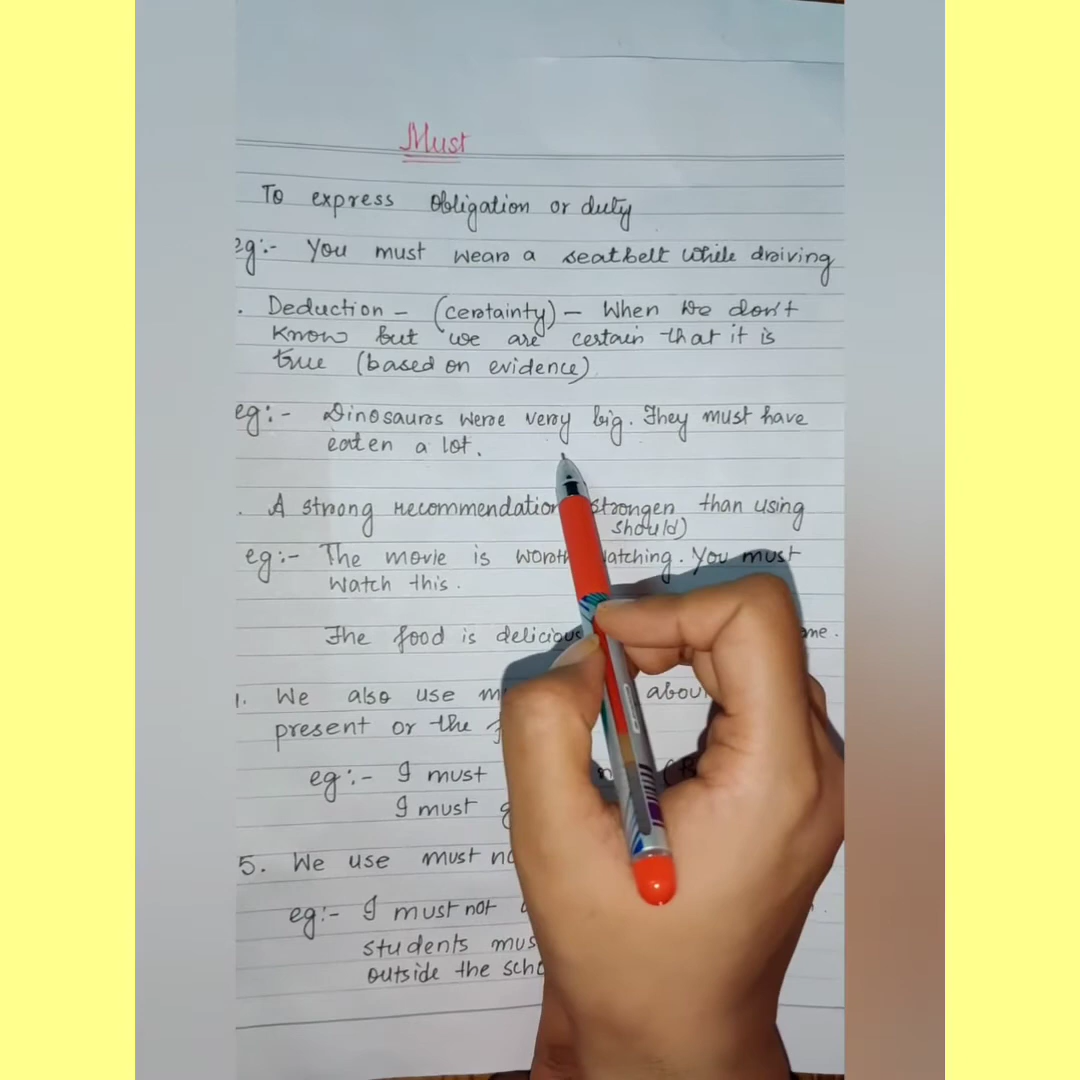 Must
To express obligation or duty
eg:- You must wear a seatbelt while driving
. Deduction - (certainty) - When we don't
know but we are certain that it is
true (based on evidence)
eg:- Dinosaurs were very big. They must have
eaten a lot.
. A strong recommendation stronger than using
should)
eg:- The movie is worth watching. You must
watch this.
The food is delicious me.
1. We also use about
present or the
eg:- I must
I must
5. We use must
eg:- I must not
students
outside the